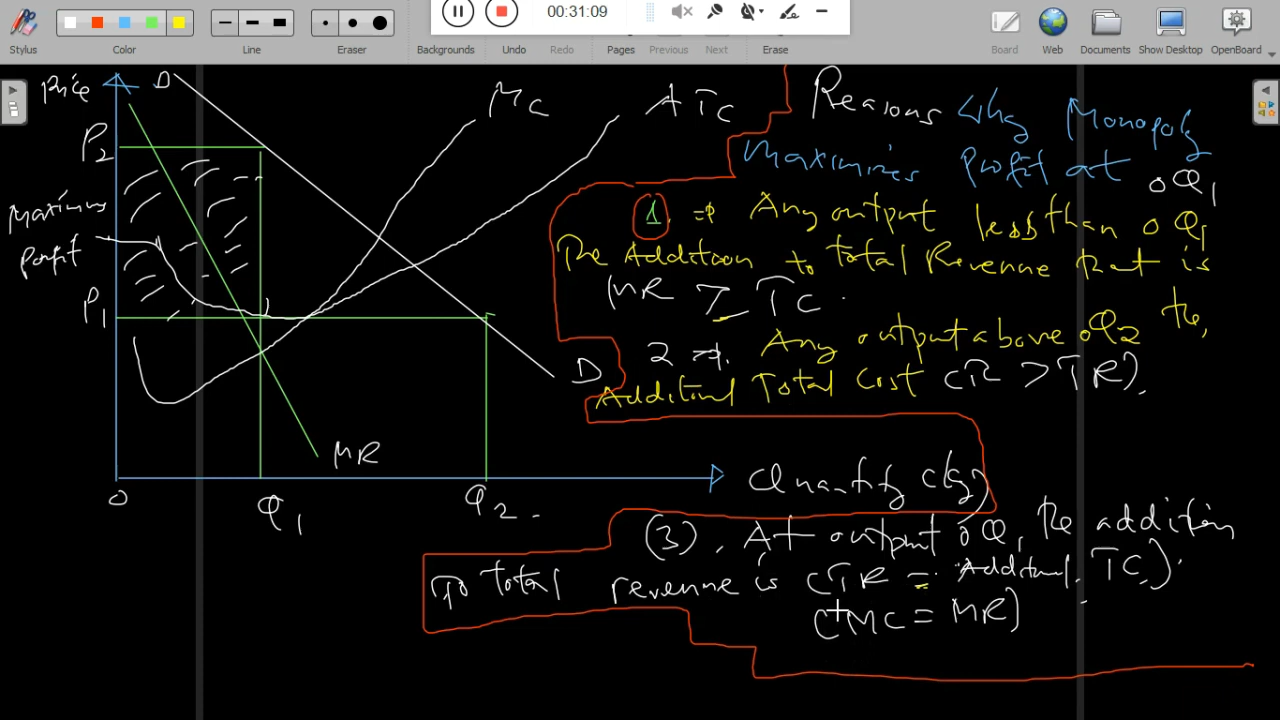 00:31:09
Stylus Color Line Eraser Backgrounds Undo Redo Pages Previous Next Erase Board Web Documents Show Desktop OpenBoard
Price
D
P2
Maximum
Profit
P1
MC
ATC
D
MR
0
Q1
Q2.
Quantity (kg)
Reasons why Monopoly
Maximizes Profit at
oQ1
1. ⇒ Any output less than oQ1
The Addition to total Revenue that is
MR > TC.
2 ⇒. Any output above oQ2 the,
Additional Total Cost (TC > TR).
(3). At output oQ1 the addition
To total revenue is (TR = Additional TC).
(MC = MR)